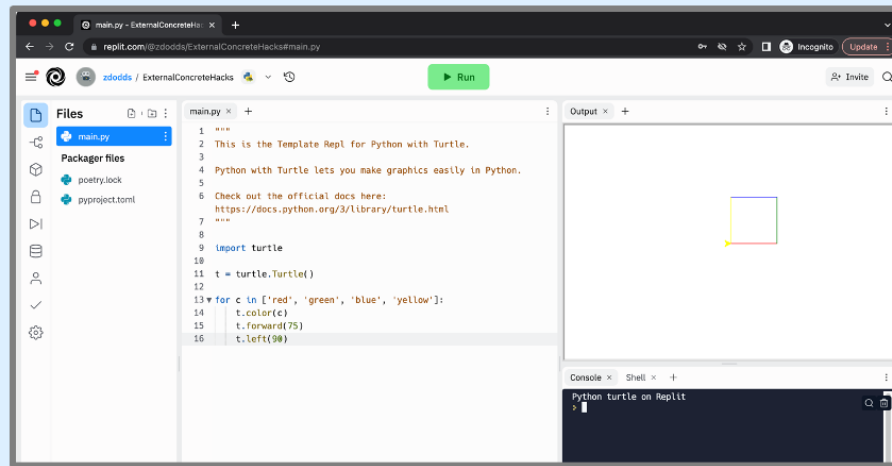 main.py - ExternalConcreteHac
replit.com/@zdodds/ExternalConcreteHacks#main.py
Incognito
Update
zdodds / ExternalConcreteHacks
Run
Invite
Files
main.py
Packager files
poetry.lock
pyproject.toml
main.py
1 """
2 This is the Template Repl for Python with Turtle.
3
4 Python with Turtle lets you make graphics easily in Python.
5
6 Check out the official docs here:
https://docs.python.org/3/library/turtle.html
7 """
8
9 import turtle
10
11 t = turtle.Turtle()
12
13 for c in ['red', 'green', 'blue', 'yellow']:
14 t.color(c)
15 t.forward(75)
16 t.left(90)
Output
Console
Shell
Python turtle on Replit
>